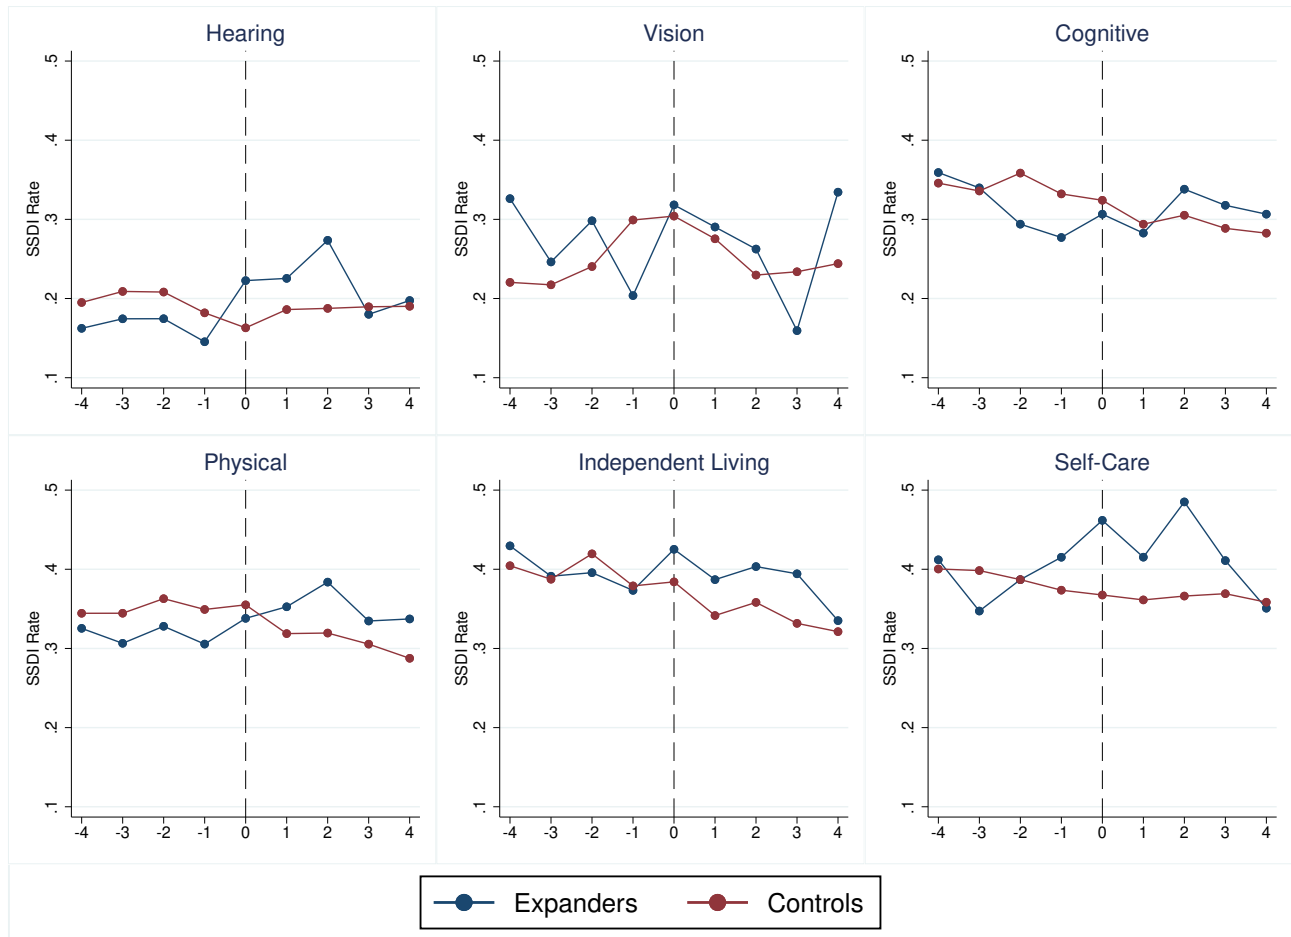 Hearing
.5
.4
.3
.2
.1
SSDI Rate
-4 -3 -2 -1 0 1 2 3 4
Vision
.5
.4
.3
.2
.1
SSDI Rate
-4 -3 -2 -1 0 1 2 3 4
Cognitive
.5
.4
.3
.2
.1
SSDI Rate
-4 -3 -2 -1 0 1 2 3 4
Physical
.5
.4
.3
.2
.1
SSDI Rate
-4 -3 -2 -1 0 1 2 3 4
Independent Living
.5
.4
.3
.2
.1
SSDI Rate
-4 -3 -2 -1 0 1 2 3 4
Self-Care
.5
.4
.3
.2
.1
SSDI Rate
-4 -3 -2 -1 0 1 2 3 4
Expanders Controls